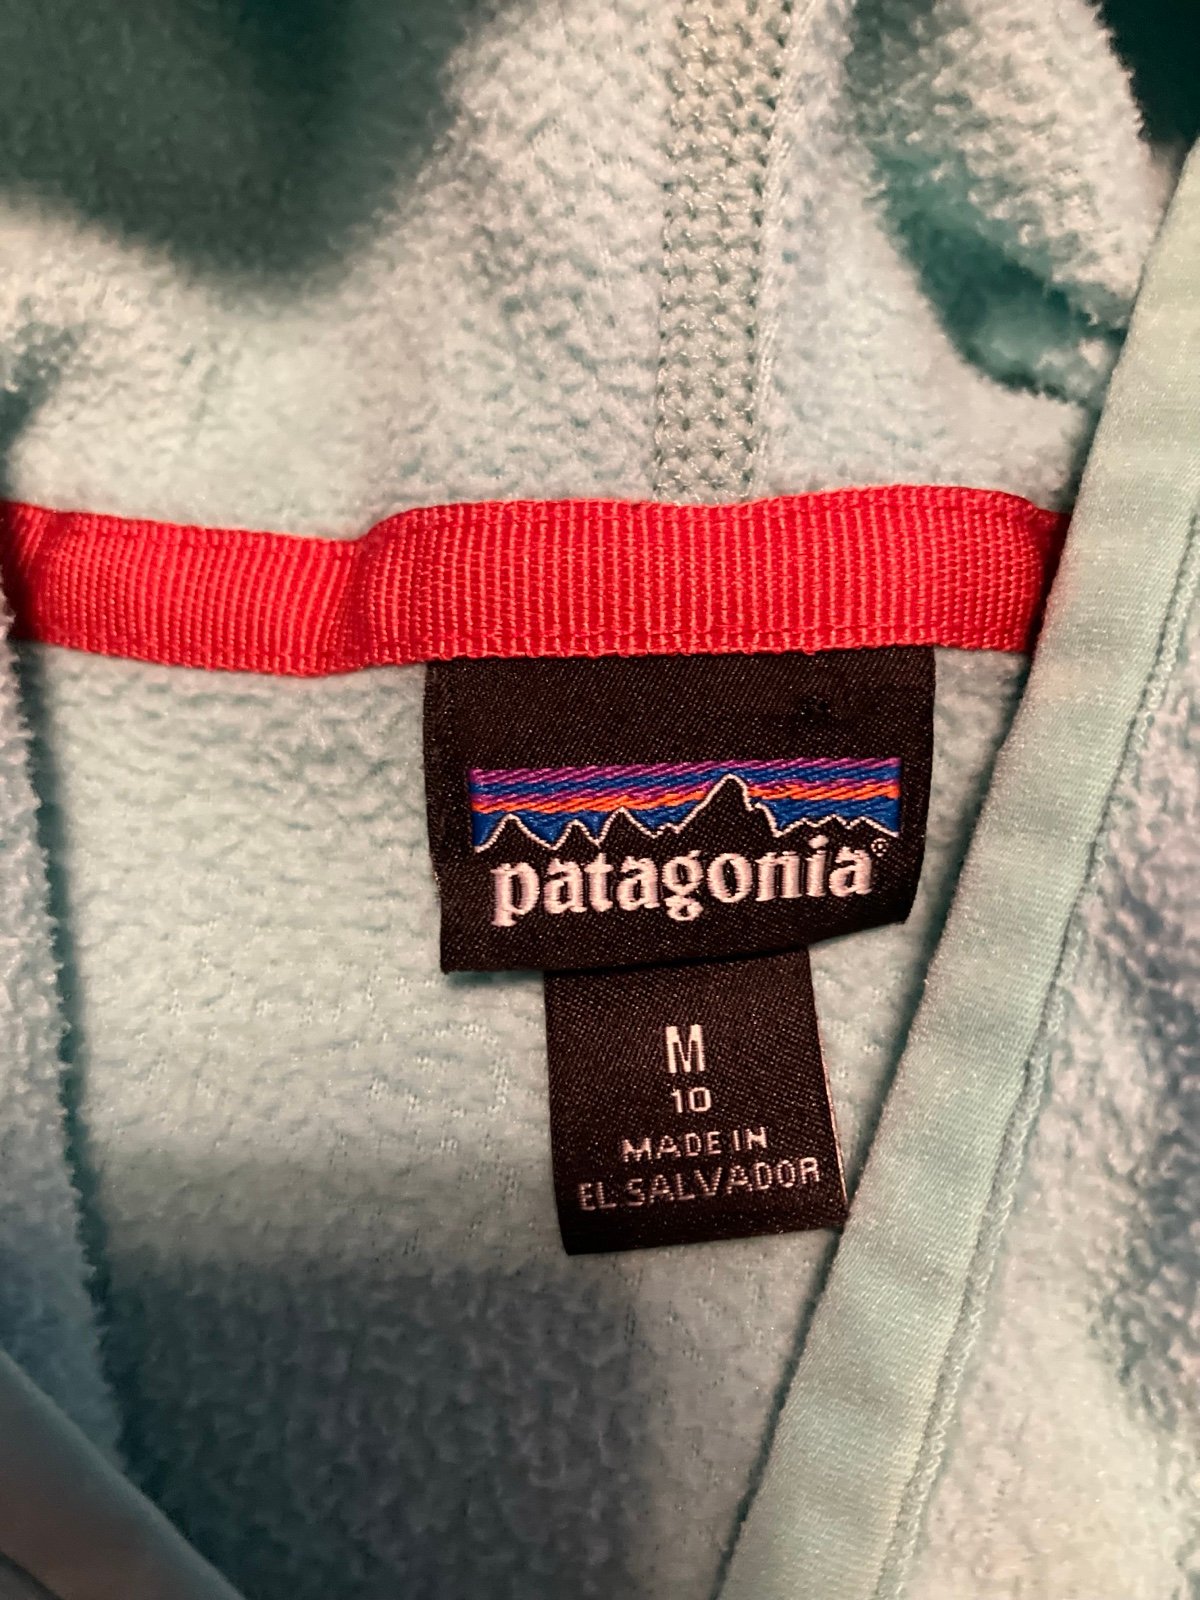 patagonia®
M
10
MADE IN
EL SALVADOR